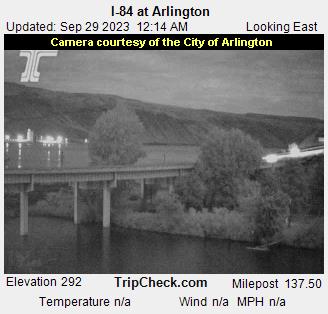 I-84 at Arlington
Updated: Sep 29 2023 12:14 AM Looking East
Camera courtesy of the City of Arlington
Elevation 292 TripCheck.com Milepost 137.50
Temperature n/a Wind n/a MPH n/a